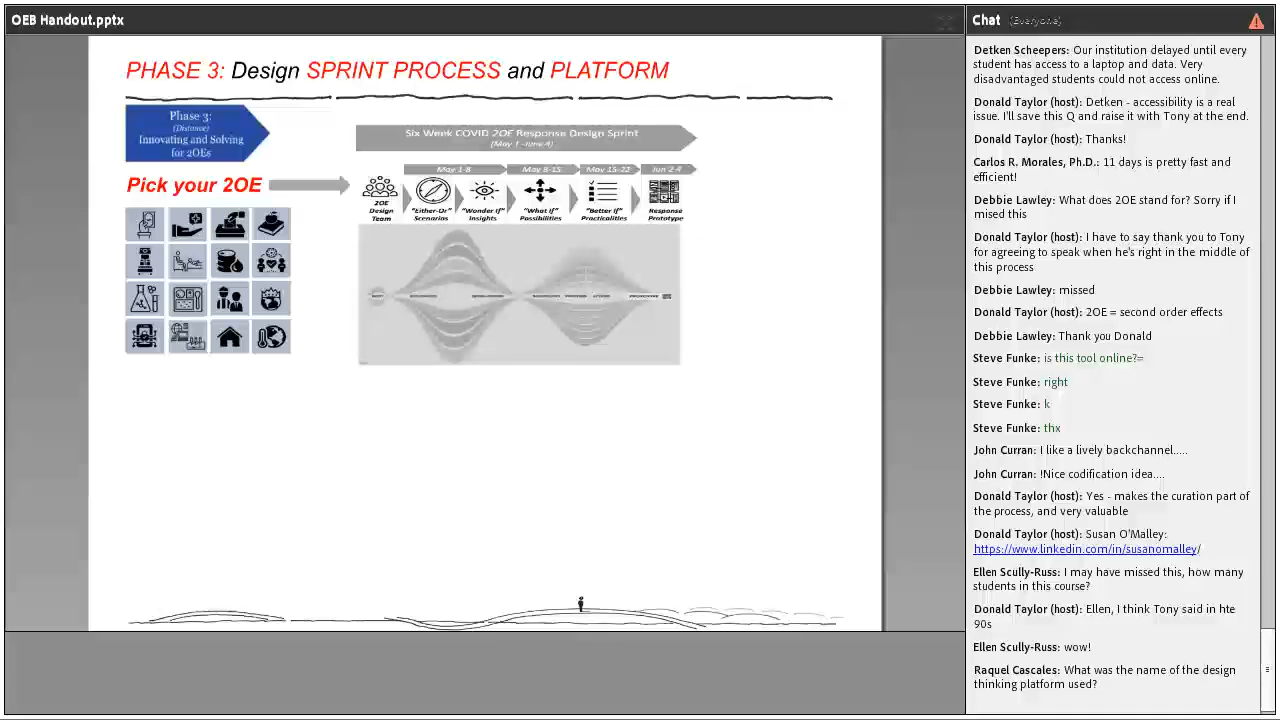 OEB Handout.pptx
PHASE 3: Design SPRINT PROCESS and PLATFORM
Phase 3:
(Distance)
Innovating and Solving
for 2OEs
Pick your 2OE
Six Week COVID 2OE Response Design Sprint
(May 1 -June 4)
May 1-8
May 8-15
May 15-22
Jun 2-4
2OE
Design
Team
"Either-Or"
Scenarios
"Wonder If"
Insights
"What If"
Possibilities
"Better If"
Practicalities
Response
Prototype
Chat (Everyone)
Detken Scheepers: Our institution delayed until every
student has access to a laptop and data. Very
disadvantaged students could not access online.
Donald Taylor (host): Detken - accessibility is a real
issue. I'll save this Q and raise it with Tony at the end.
Donald Taylor (host): Thanks!
Carlos R. Morales, Ph.D.: 11 days is pretty fast and
efficient!
Debbie Lawley: What does 2OE stand for? Sorry if
mised this
Donald Taylor (host): I have to say thank you to Tony
for agreeing to speak when he's right in the middle of
this process
Debbie Lawley: missed
Donald Taylor (host): 2OE = second order effects
Debbie Lawley: Thank you Donald
Steve Funke: is this tool online?=
Steve Funke: right
Steve Funke: k
Steve Funke: thx
John Curran: I like a lively backchannel.....
John Curran: !Nice codification idea....
Donald Taylor (host): Yes - makes the curation part of
the process, and very valuable
Donald Taylor (host): Susan O'Malley:
https://www.linkedin.com/in/susanomalley/
Ellen Scully-Russ: I may have missed this, how many
students in this course?
Donald Taylor (host): Ellen, I think Tony said in hte
90s
Ellen Scully-Russ: wow!
Raquel Cascales: What was the name of the design
thinking platform used?